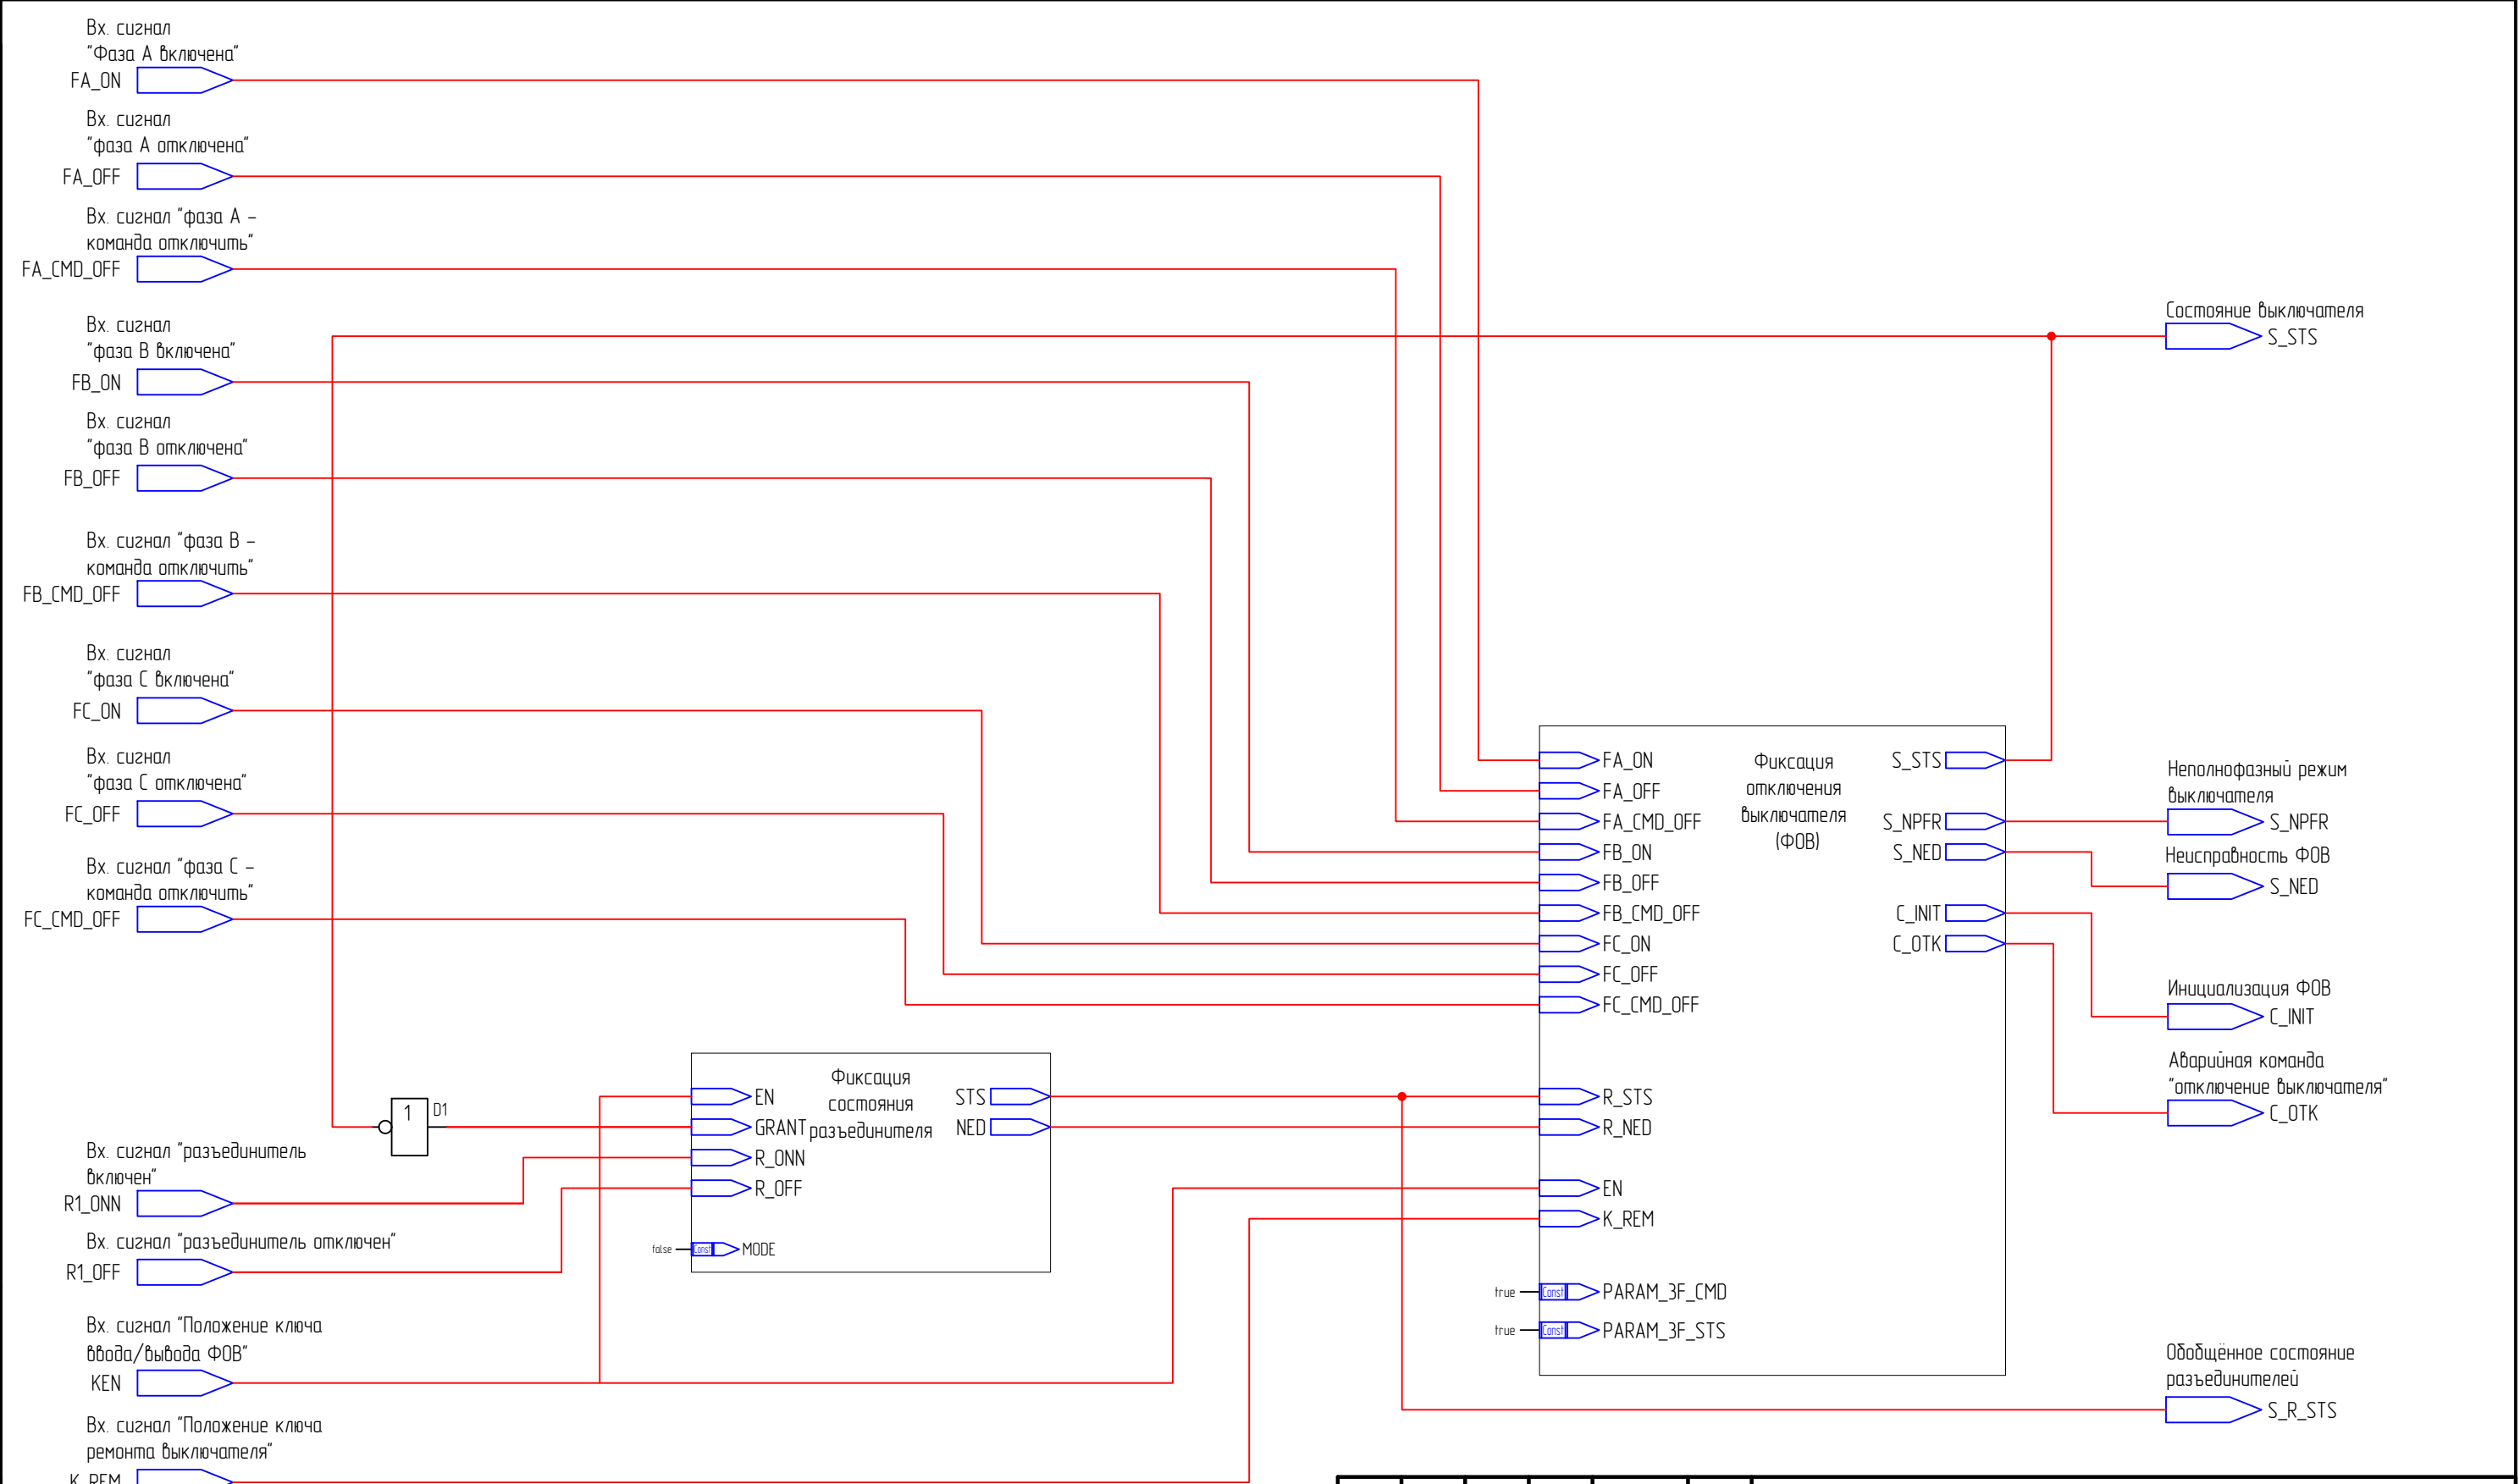 Вх. сигнал
"Фаза А включена"
FA_ON
Вх. сигнал
"фаза А отключена"
FA_OFF
Вх. сигнал "фаза А –
команда отключить"
FA_CMD_OFF
Вх. сигнал
"фаза В включена"
FB_ON
Вх. сигнал
"фаза В отключена"
FB_OFF
Вх. сигнал "фаза В –
команда отключить"
FB_CMD_OFF
Вх. сигнал
"фаза С включена"
FC_ON
Вх. сигнал
"фаза С отключена"
FC_OFF
Вх. сигнал "фаза С –
команда отключить"
FC_CMD_OFF
1
D1
Вх. сигнал "разъединитель
включен"
R1_ONN
Вх. сигнал "разъединитель отключен"
R1_OFF
Вх. сигнал "Положение ключа
ввода/вывода ФОВ"
KEN
Вх. сигнал "Положение ключа
ремонта выключателя"
K_REM
Фиксация
состояния
разъединителя
EN
GRANT
R_ONN
R_OFF
false
Const
MODE
STS
NED
Фиксация
отключения
выключателя
(ФОВ)
FA_ON
FA_OFF
FA_CMD_OFF
FB_ON
FB_OFF
FB_CMD_OFF
FC_ON
FC_OFF
FC_CMD_OFF
R_STS
R_NED
EN
K_REM
true
Const
PARAM_3F_CMD
true
Const
PARAM_3F_STS
S_STS
S_NPFR
S_NED
C_INIT
C_OTK
Состояние выключателя
S_STS
Неполнофазный режим
выключателя
S_NPFR
Неисправность ФОВ
S_NED
Инициализация ФОВ
C_INIT
Аварийная команда
"отключение выключателя"
C_OTK
Обобщённое состояние
разъединителей
S_R_STS